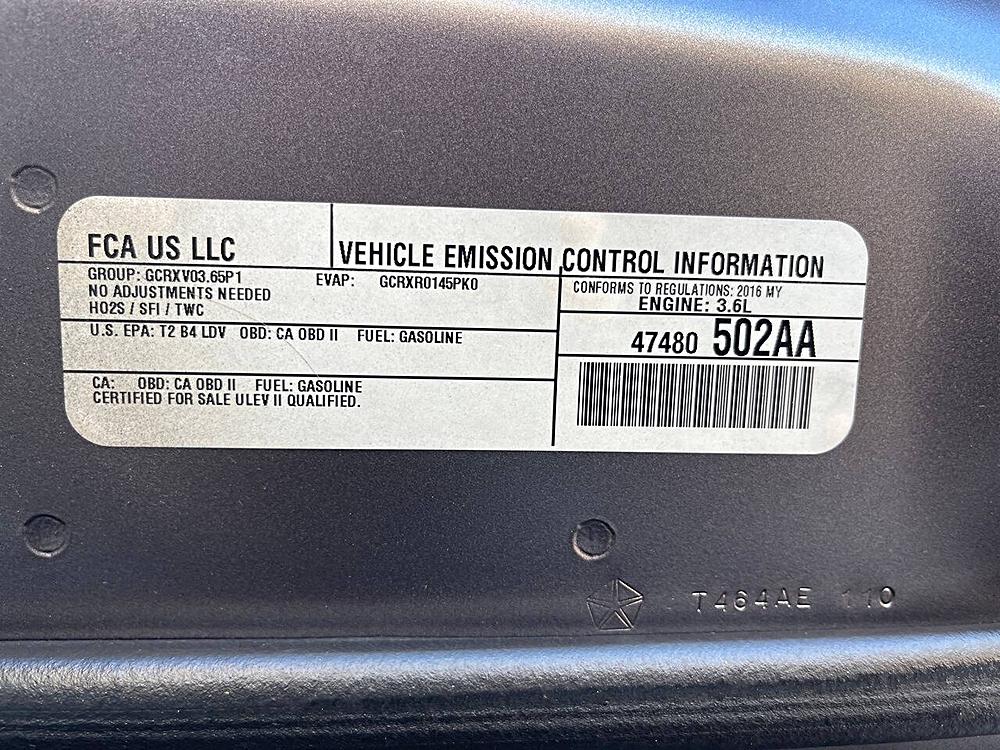 FCA US LLC
VEHICLE EMISSION CONTROL INFORMATION
GROUP: GCRXV03.65P1 EVAP: GCRXR0145PK0
NO ADJUSTMENTS NEEDED
HO2S / SFI / TWC
CONFORMS TO REGULATIONS: 2016 MY
ENGINE: 3.6L
U.S. EPA: T2 B4 LDV OBD: CA OBD II FUEL: GASOLINE
47480 502AA
CA: OBD: CA OBD II FUEL: GASOLINE
CERTIFIED FOR SALE ULEV II QUALIFIED.
T464AE 110